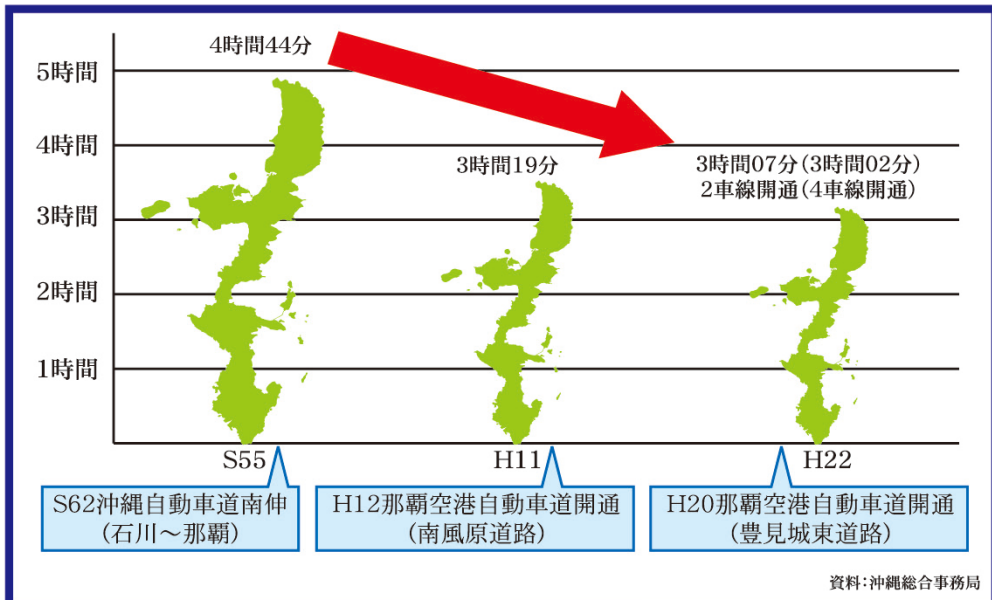 4時間44分
5時間
4時間
3時間19分
3時間07分(3時間02分)
2車線開通(4車線開通)
3時間
2時間
1時間
S55
H11
H22
S62沖縄自動車道南伸
(石川～那覇)
H12那覇空港自動車道開通
(南風原道路)
H20那覇空港自動車道開通
(豊見城東道路)
資料:沖縄総合事務局